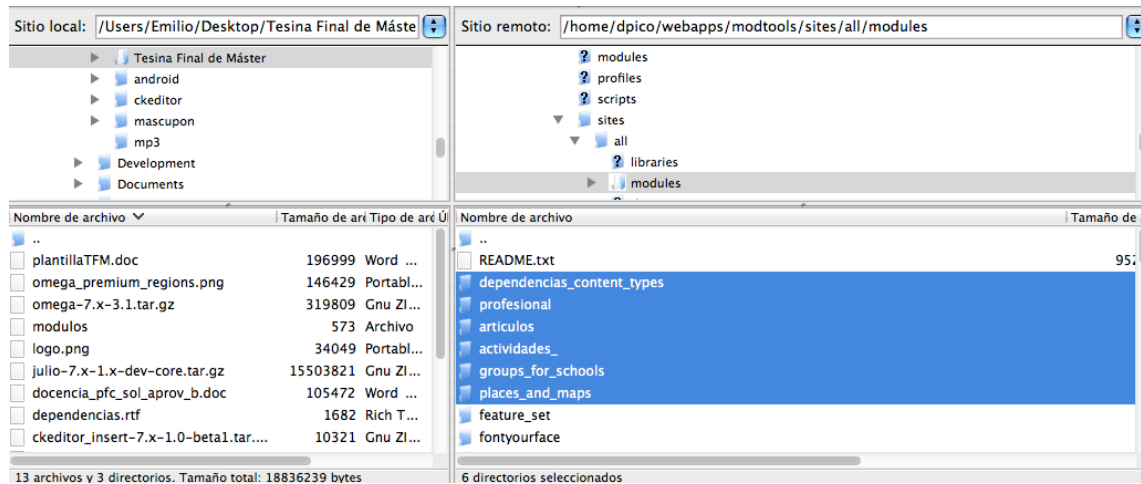 Sitio local: /Users/Emilio/Desktop/Tesina Final de Máste
Tesina Final de Máster
android
ckeditor
mascupon
mp3
Development
Documents
Sitio remoto: /home/dpico/webapps/modtools/sites/all/modules
? modules
? profiles
? scripts
sites
all
? libraries
modules
Nombre de archivo Tamaño de arc Tipo de arc Úl
..
plantillaTFM.doc 196999 Word ...
omega_premium_regions.png 146429 Portabl...
omega-7.x-3.1.tar.gz 319809 Gnu ZI...
modulos 573 Archivo
logo.png 34049 Portabl...
julio-7.x-1.x-dev-core.tar.gz 15503821 Gnu ZI...
docencia_pfc_sol_aprov_b.doc 105472 Word ...
dependencias.rtf 1682 Rich T...
ckeditor_insert-7.x-1.0-beta1.tar.... 10321 Gnu ZI...
13 archivos y 3 directorios. Tamaño total: 18836239 bytes
Nombre de archivo Tamaño de
..
README.txt 952
dependencias_content_types
profesional
articulos
actividades_
groups_for_schools
places_and_maps
feature_set
fontyourface
6 directorios seleccionados